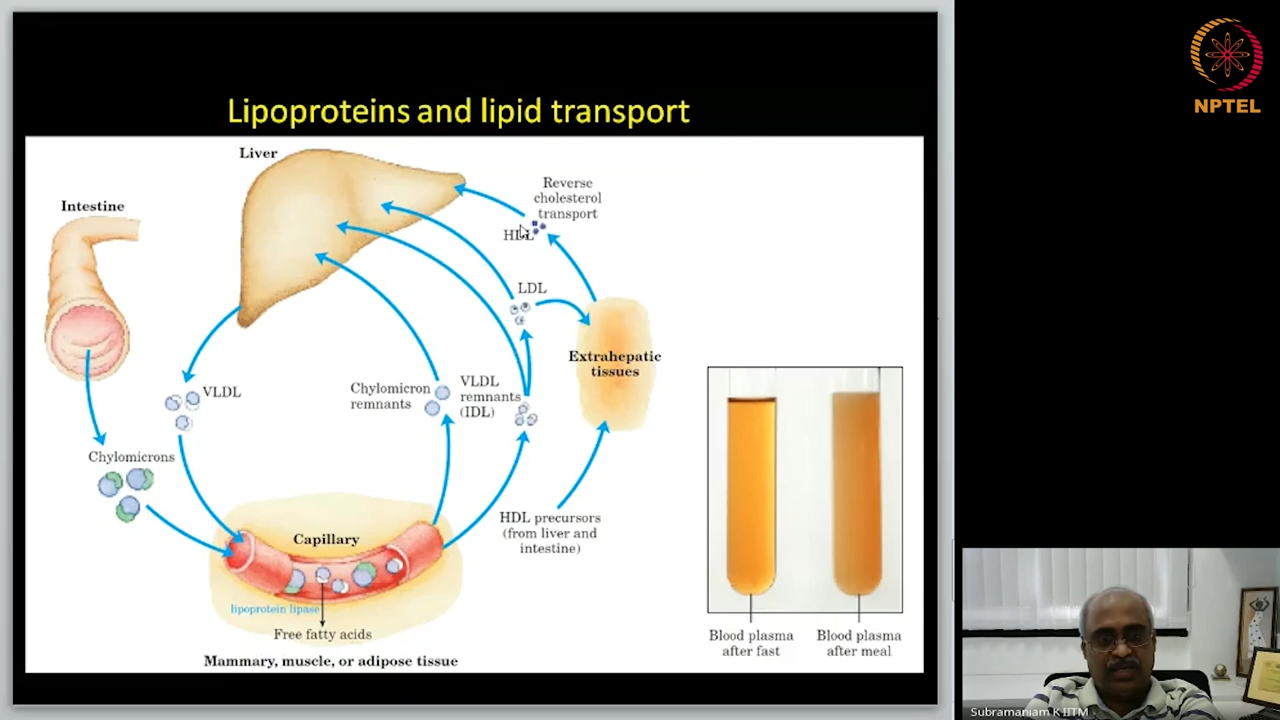 Lipoproteins and lipid transport
NPTEL
Liver
Intestine
Reverse
cholesterol
transport
HDL
LDL
Extrahepatic
tissues
VLDL
Chylomicron
remnants
VLDL
remnants
(IDL)
Chylomicrons
HDL precursors
(from liver and
intestine)
Capillary
lipoprotein lipase
Free fatty acids
Mammary, muscle, or adipose tissue
Blood plasma
after fast
Blood plasma
after meal
Subramaniam K IITM